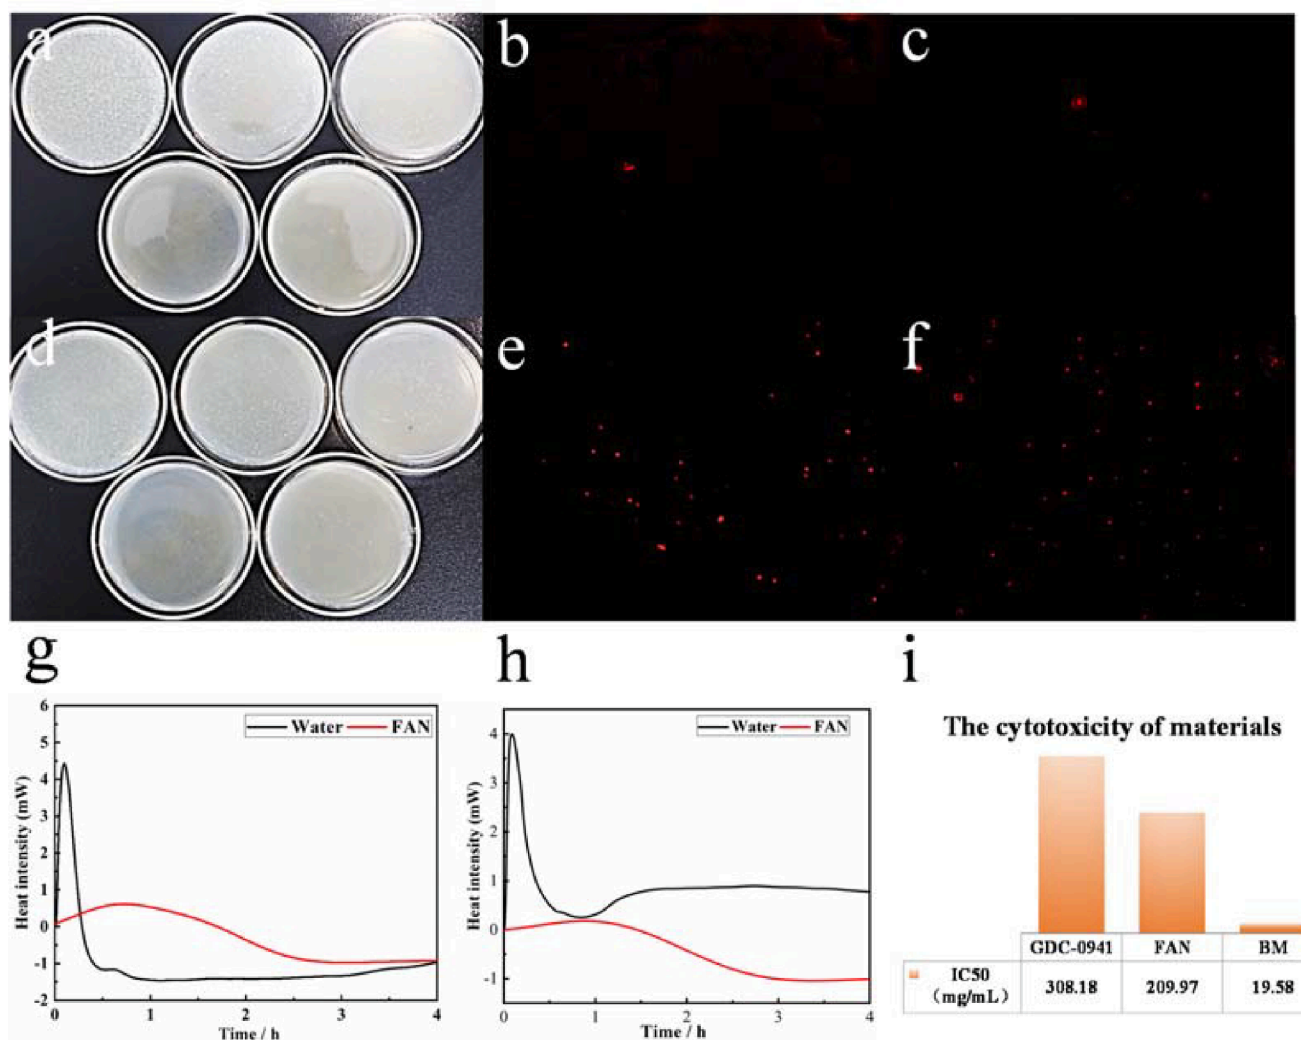 a
b
c
d
e
f
g
h
i
6
5
4
3
2
1
0
-1
-2
Heat intensity (mW)
Water FAN
0 1 2 3 4
Time / h
4
3
2
1
0
-1
Heat intensity (mW)
Water FAN
0 1 2 3 4
Time / h
The cytotoxicity of materials
GDC-0941 FAN BM
IC50 (mg/mL) 308.18 209.97 19.58